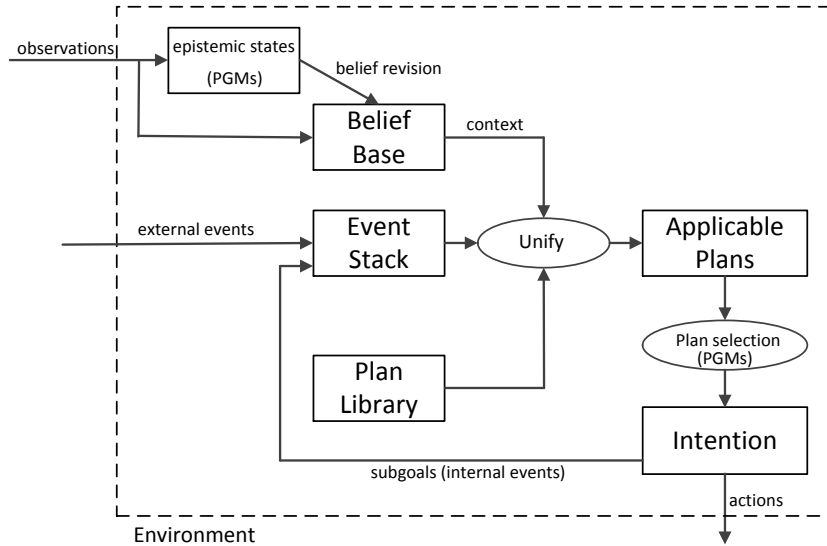 observations
epistemic states
(PGMs)
belief revision
Belief
Base
context
external events
Event
Stack
Unify
Applicable
Plans
Plan selection
(PGMs)
Plan
Library
Intention
subgoals (internal events)
actions
Environment